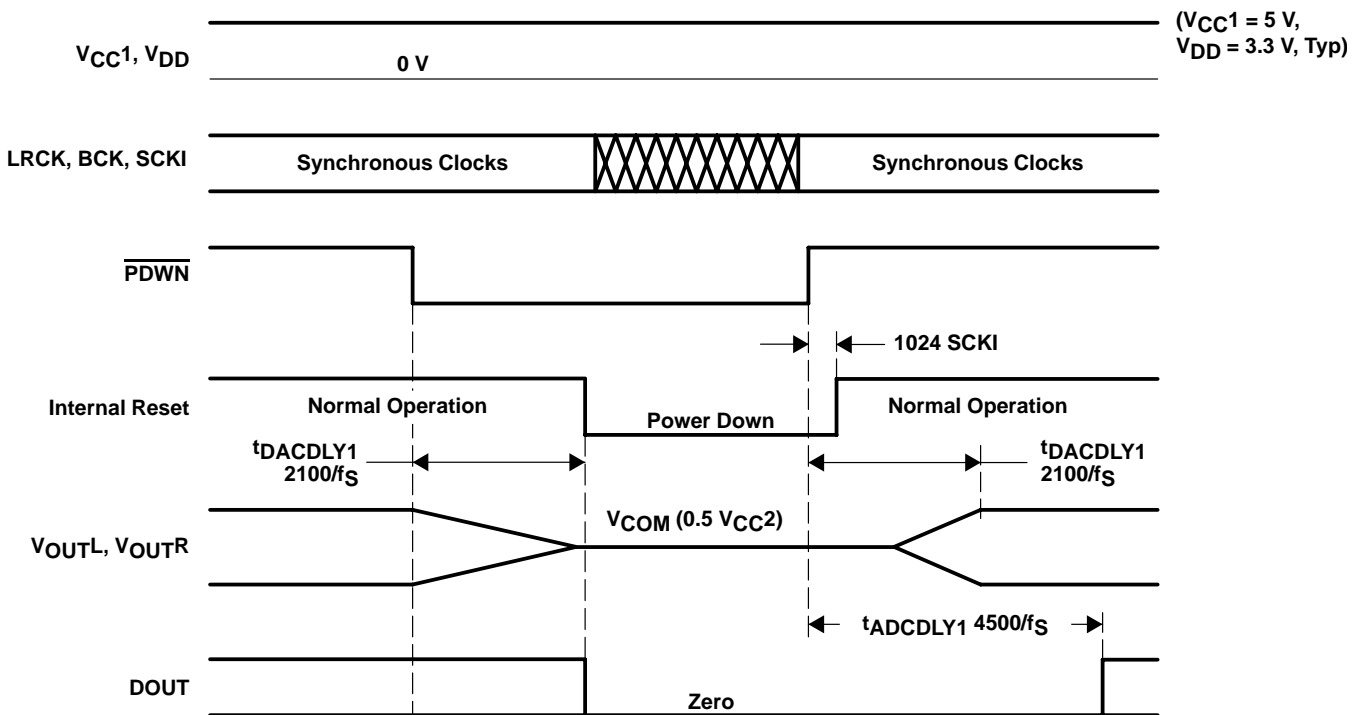 (VCC1 = 5 V,
VDD = 3.3 V, Typ)
VCC1, VDD
0 V
LRCK, BCK, SCKI
Synchronous Clocks
Synchronous Clocks
PDWN
1024 SCKI
Internal Reset
Normal Operation
Power Down
Normal Operation
tDACDLY1
2100/fS
tDACDLY1
2100/fS
VCOM (0.5 VCC2)
VOUTL, VOUTR
tADCDLY1 4500/fS
DOUT
Zero